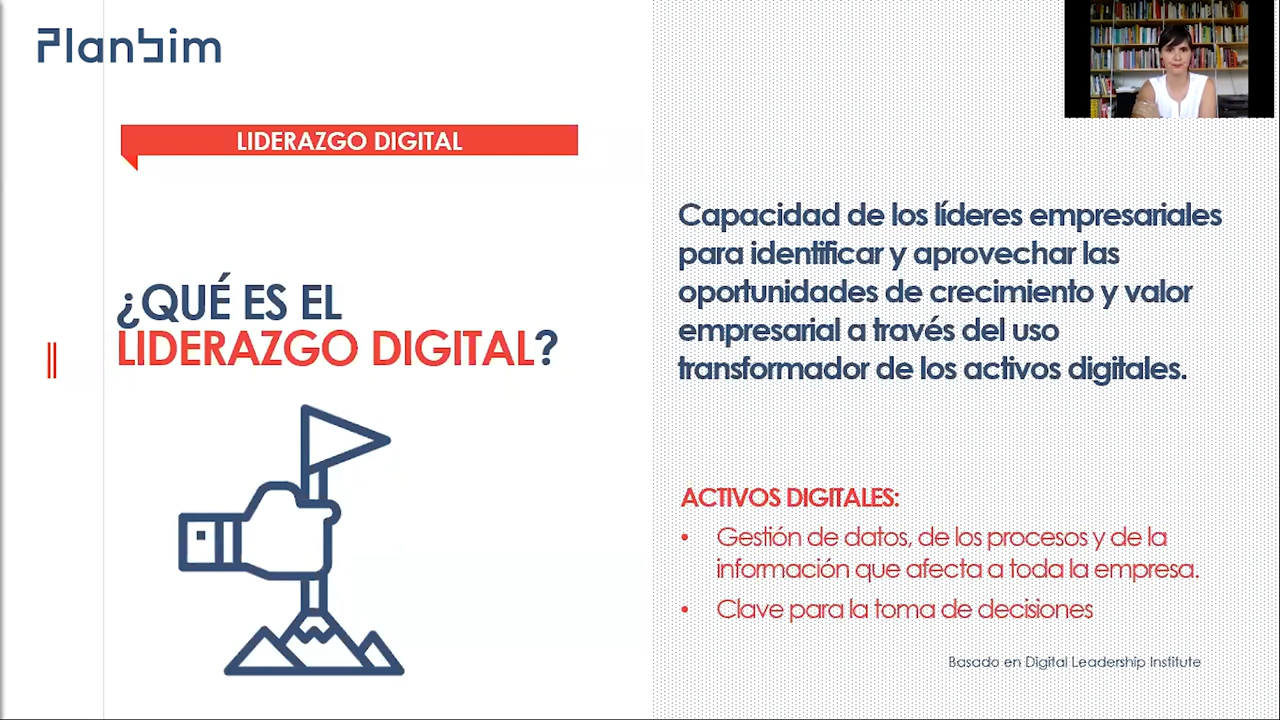 PlanBim
LIDERAZGO DIGITAL
¿QUÉ ES EL
LIDERAZGO DIGITAL?
Capacidad de los líderes empresariales
para identificar y aprovechar las
oportunidades de crecimiento y valor
empresarial a través del uso
transformador de los activos digitales.
ACTIVOS DIGITALES:
• Gestión de datos, de los procesos y de la
información que afecta a toda la empresa.
• Clave para la toma de decisiones
Basado en Digital Leadership Institute